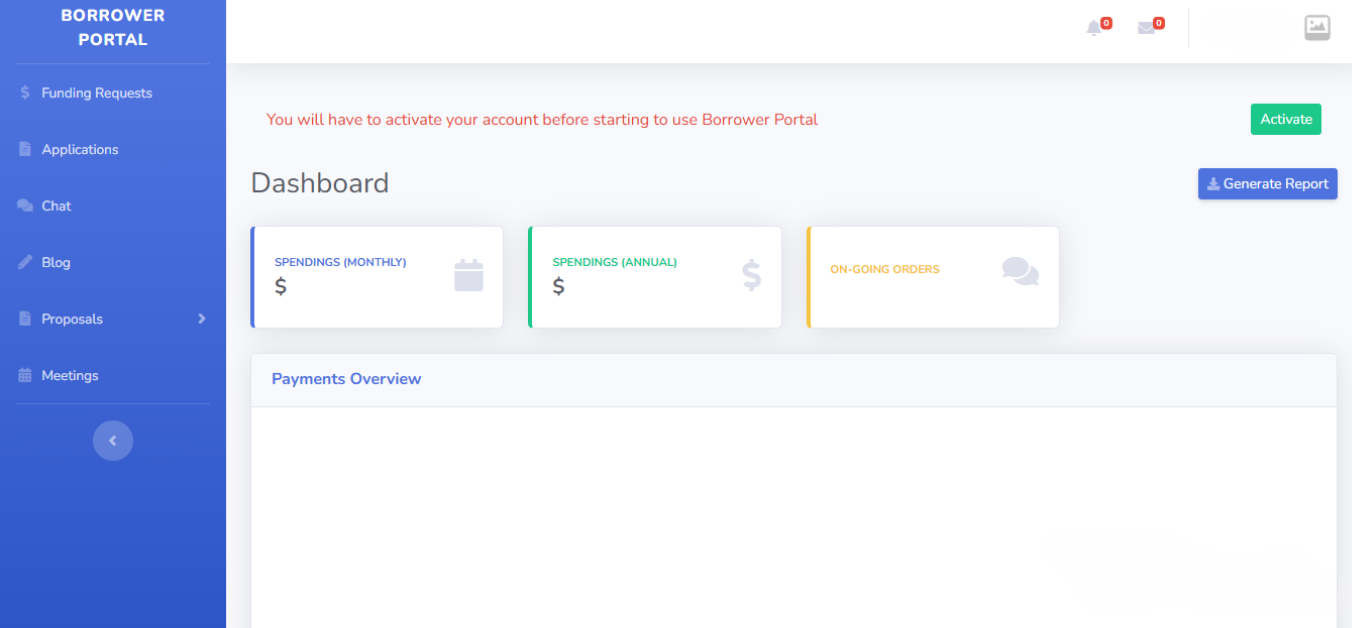 BORROWER
PORTAL
Funding Requests
Applications
Chat
Blog
Proposals
Meetings
0
0
You will have to activate your account before starting to use Borrower Portal
Activate
Dashboard
Generate Report
SPENDINGS (MONTHLY)
$
SPENDINGS (ANNUAL)
$
ON-GOING ORDERS
Payments Overview